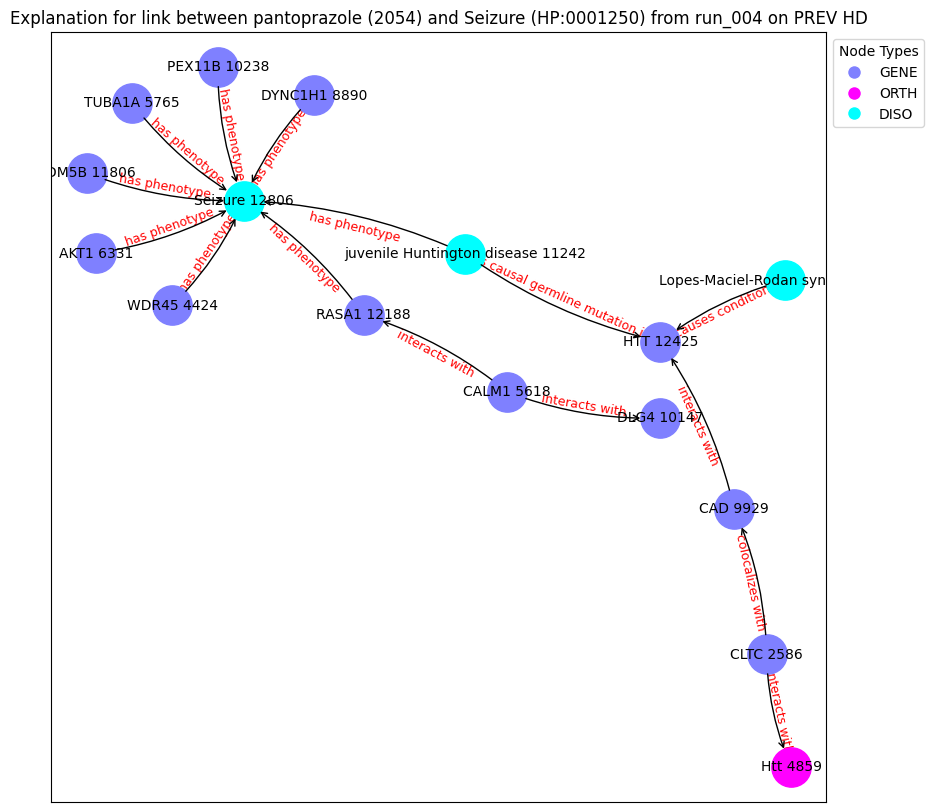 Explanation for link between pantoprazole (2054) and Seizure (HP:0001250) from run_004 on PREV HD
Node Types
GENE
ORTH
DISO
PEX11B 10238
DYNC1H1 8890
TUBA1A 5765
has phenotype
has phenotype
has phenotype
DM5B 11806
has phenotype
Seizure 12806
has phenotype
has phenotype
AKT1 6331
has phenotype
has phenotype
juvenile Huntington disease 11242
causal germline mutation i
Lopes-Maciel-Rodan syn
auses condition
WDR45 4424
RASA1 12188
HTT 12425
interacts with
CALM1 5618
interacts with
DLG4 10147
interacts with
CAD 9929
colocalizes with
CLTC 2586
interacts with
Htt 4859